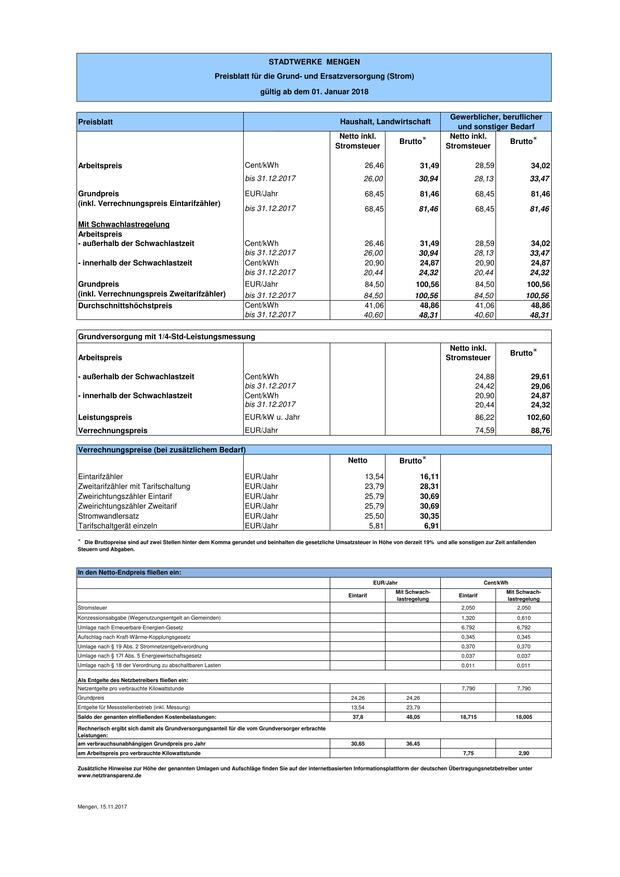 STADTWERKE MENGEN
Preisblatt für die Grund- und Ersatzversorgung (Strom)
gültig ab dem 01. Januar 2018
Preisblatt Haushalt, Landwirtschaft Gewerblicher, beruflicher und sonstiger Bedarf
Netto inkl. Stromsteuer Brutto* Netto inkl. Stromsteuer Brutto*
Arbeitspreis Cent/kWh 26,46 31,49 28,59 34,02
bis 31.12.2017 26,00 30,94 28,13 33,47
Grundpreis EUR/Jahr 68,45 81,46 68,45 81,46
(inkl. Verrechnungspreis Eintarifzähler)
bis 31.12.2017 68,45 81,46 68,45 81,46
Mit Schwachlastregelung
Arbeitspreis
- außerhalb der Schwachlastzeit Cent/kWh 26,46 31,49 28,59 34,02
bis 31.12.2017 26,00 30,94 28,13 33,47
- innerhalb der Schwachlastzeit Cent/kWh 20,90 24,87 20,90 24,87
bis 31.12.2017 20,44 24,32 20,44 24,32
Grundpreis EUR/Jahr 84,50 100,56 84,50 100,56
(inkl. Verrechnungspreis Zweitarifzähler) bis 31.12.2017 84,50 100,56 84,50 100,56
Durchschnittshöchstpreis Cent/kWh 41,06 48,86 41,06 48,86
bis 31.12.2017 40,60 48,31 40,60 48,31
Grundversorgung mit 1/4-Std-Leistungsmessung
Netto inkl. Stromsteuer Brutto*
Arbeitspreis
- außerhalb der Schwachlastzeit Cent/kWh 24,88 29,61
bis 31.12.2017 24,42 29,06
- innerhalb der Schwachlastzeit Cent/kWh 20,90 24,87
bis 31.12.2017 20,44 24,32
Leistungspreis EUR/kW u. Jahr 86,22 102,60
Verrechnungspreis EUR/Jahr 74,59 88,76
Verrechnungspreise (bei zusätzlichem Bedarf)
Netto Brutto*
Eintarifzähler EUR/Jahr 13,54 16,11
Zweitarifzähler mit Tarifschaltung EUR/Jahr 23,79 28,31
Zweirichtungszähler Eintarif EUR/Jahr 25,79 30,69
Zweirichtungszähler Zweitarif EUR/Jahr 25,79 30,69
Stromwandlersatz EUR/Jahr 25,50 30,35
Tarifschaltgerät einzeln EUR/Jahr 5,81 6,91
* Die Bruttopreise sind auf zwei Stellen hinter dem Komma gerundet und beinhalten die gesetzliche Umsatzsteuer in Höhe von derzeit 19% und alle sonstigen zur Zeit anfallenden
Steuern und Abgaben.
In den Netto-Endpreis fließen ein:
EUR/Jahr Cent/kWh
Eintarif Mit Schwach-lastregelung Eintarif Mit Schwach-lastregelung
Stromsteuer 2,050 2,050
Konzessionsabgabe (Wegenutzungsentgelt an Gemeinden) 1,320 0,610
Umlage nach Erneuerbare-Energien-Gesetz 6,792 6,792
Aufschlag nach Kraft-Wärme-Kopplungsgesetz 0,345 0,345
Umlage nach § 19 Abs. 2 Stromnetzentgeltverordnung 0,370 0,370
Umlage nach § 17f Abs. 5 Energiewirtschaftsgesetz 0,037 0,037
Umlage nach § 18 der Verordnung zu abschaltbaren Lasten 0,011 0,011
Als Entgelte des Netzbetreibers fließen ein:
Netzentgelte pro verbrauchte Kilowattstunde 7,790 7,790
Grundpreis 24,26 24,26
Entgelte für Messstellenbetrieb (inkl. Messung) 13,54 23,79
Saldo der genanten einfließenden Kostenbelastungen: 37,8 48,05 18,715 18,005
Rechnerisch ergibt sich damit als Grundversorgungsanteil für die vom Grundversorger erbrachte
Leistungen:
am verbrauchsunabhängigen Grundpreis pro Jahr 30,65 36,45
am Arbeitspreis pro verbrauchte Kilowattstunde 7,75 2,90
Zusätzliche Hinweise zur Höhe der genannten Umlagen und Aufschläge finden Sie auf der internetbasierten Informationsplattform der deutschen Übertragungsnetzbetreiber unter
www.netztransparenz.de
Mengen, 15.11.2017